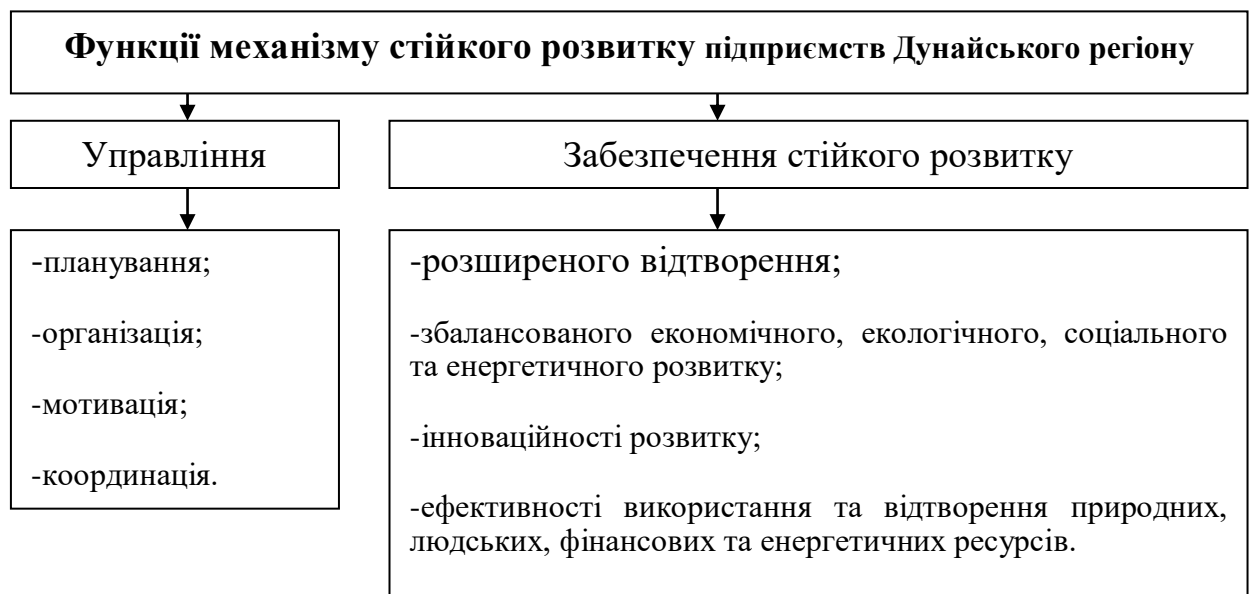 Функції механізму стійкого розвитку підприємств Дунайського регіону
Управління
Забезпечення стійкого розвитку
-планування;
-організація;
-мотивація;
-координація.
-розширеного відтворення;
-збалансованого економічного, екологічного, соціального
та енергетичного розвитку;
-інноваційності розвитку;
-ефективності використання та відтворення природних,
людських, фінансових та енергетичних ресурсів.